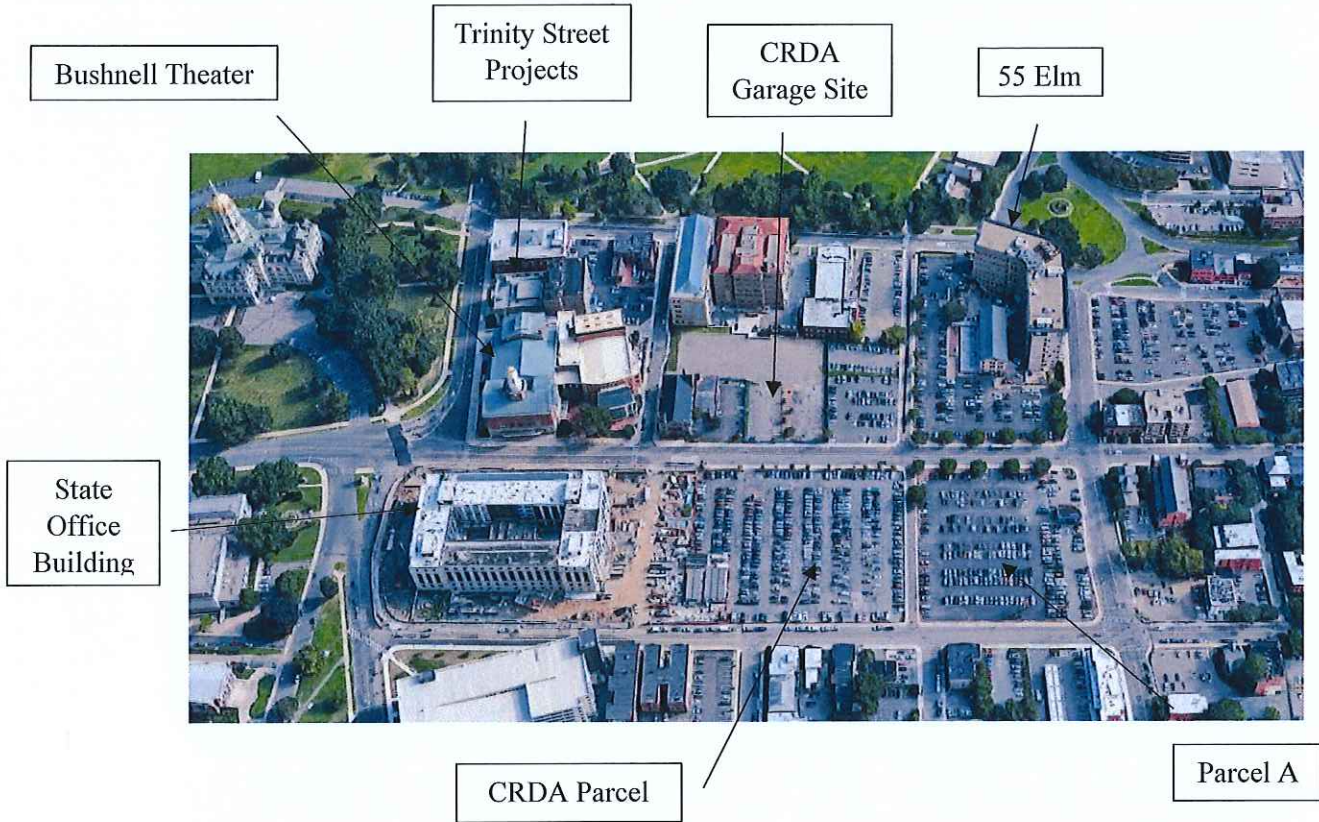 Bushnell Theater
Trinity Street
Projects
CRDA
Garage Site
55 Elm
State
Office
Building
CRDA Parcel
Parcel A